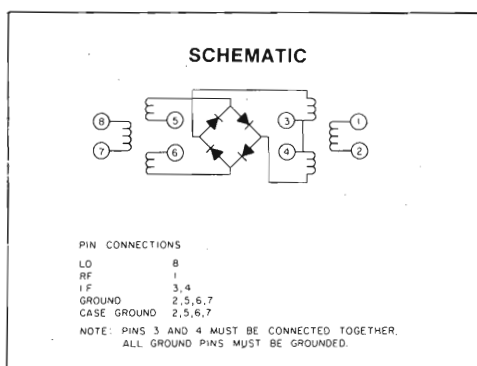 SCHEMATIC
8 5 3 1
7 6 4 2
PIN CONNECTIONS
LO 8
RF 1
IF 3,4
GROUND 2,5,6,7
CASE GROUND 2,5,6,7
NOTE: PINS 3 AND 4 MUST BE CONNECTED TOGETHER.
ALL GROUND PINS MUST BE GROUNDED.